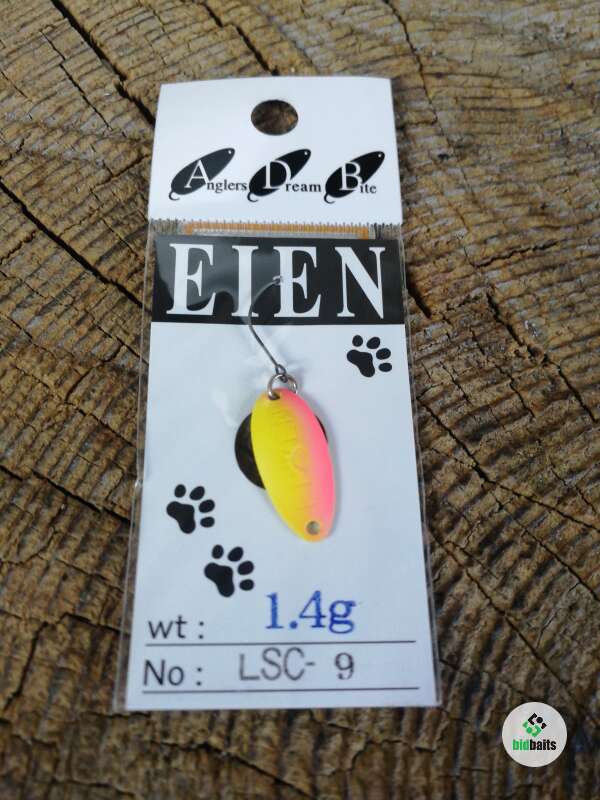 Anglers Dream Bite
EIEN
wt: 1.4g
No: LSC-9
bidbaits